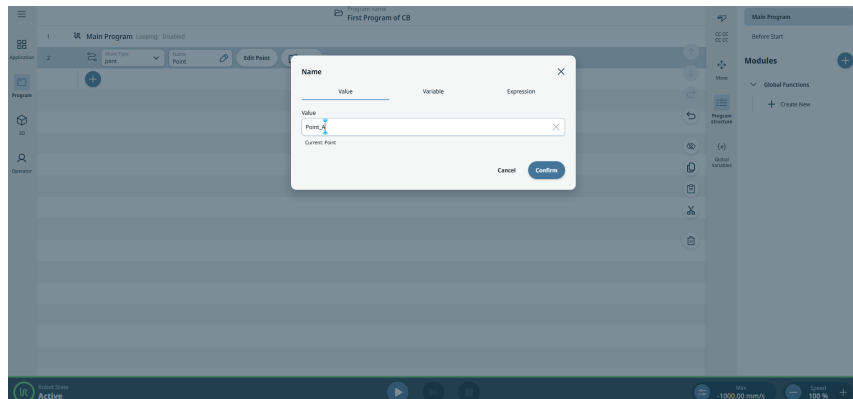 Program name
First Program of CB
Main Program
1
Main Program Looping: Disabled
Before Start
Application
2
Move Type
Joint
Name
Point
Edit Point
Name
Modules
Move
Value
Variable
Expression
Global Functions
Program
Create New
Value
Program
structure
Point_A
3D
Current Point
{x}
Global
Variables
Operator
Cancel
Confirm
Robot State
Active
Max
-1000.00 mm/s
Speed
100 %